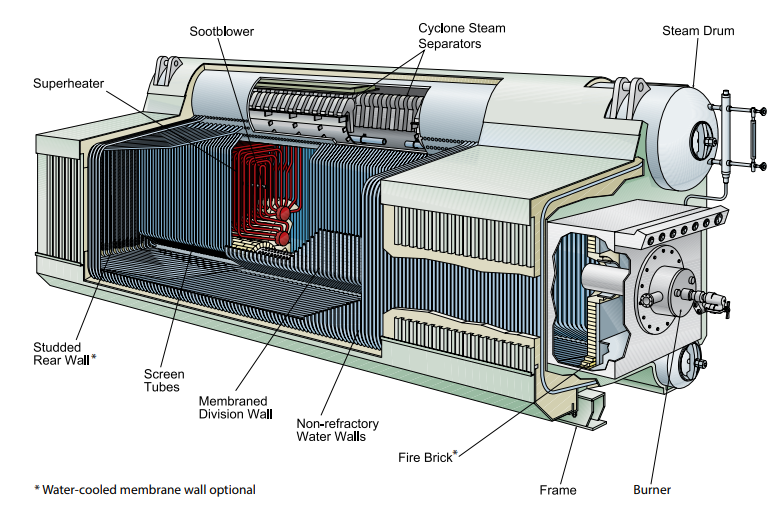 Sootblower
Cyclone Steam
Separators
Steam Drum
Superheater
Studded
Rear Wall*
Screen
Tubes
Membraned
Division Wall
Non-refractory
Water Walls
Fire Brick*
Frame
Burner
* Water-cooled membrane wall optional